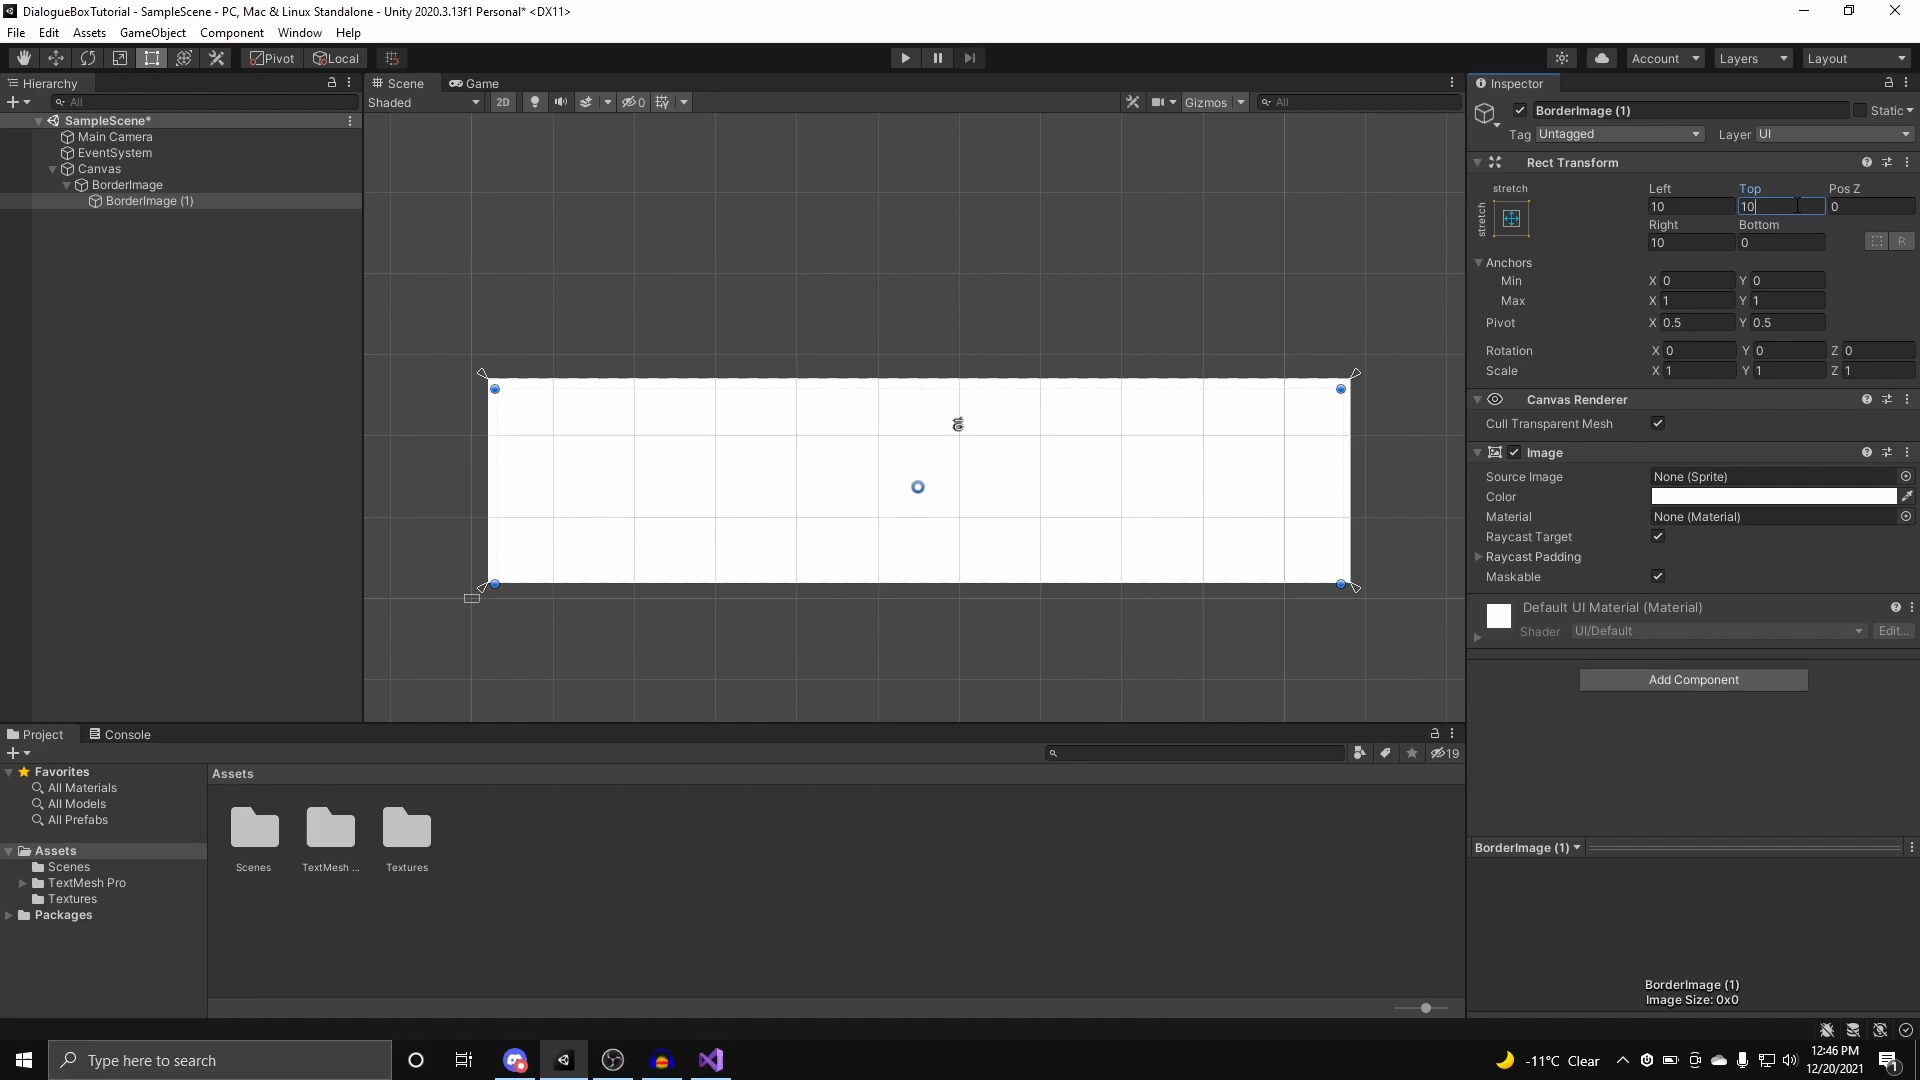 DialogueBoxTutorial - SampleScene - PC, Mac & Linux Standalone - Unity 2020.3.13f1 Personal* <DX11>
File Edit Assets GameObject Component Window Help
Pivot Local Account Layers Layout
Hierarchy
All
SampleScene*
Main Camera
EventSystem
Canvas
BorderImage
BorderImage (1)
Scene Game
Shaded 2D 0 Gizmos All
Inspector
BorderImage (1) Static
Tag Untagged Layer UI
Rect Transform
stretch
stretch
Left Top Pos Z
10 10 0
Right Bottom
10 0 R
Anchors
Min X 0 Y 0
Max X 1 Y 1
Pivot X 0.5 Y 0.5
Rotation X 0 Y 0 Z 0
Scale X 1 Y 1 Z 1
Canvas Renderer
Cull Transparent Mesh
Image
Source Image None (Sprite)
Color
Material None (Material)
Raycast Target
Raycast Padding
Maskable
Default UI Material (Material)
Shader UI/Default Edit...
Add Component
BorderImage (1)
BorderImage (1)
Image Size: 0x0
Project Console
19
Favorites
All Materials
All Models
All Prefabs
Assets
Scenes
TextMesh Pro
Textures
Packages
Assets
Scenes TextMesh ... Textures
Type here to search
-11°C Clear
12:46 PM
12/20/2021
1